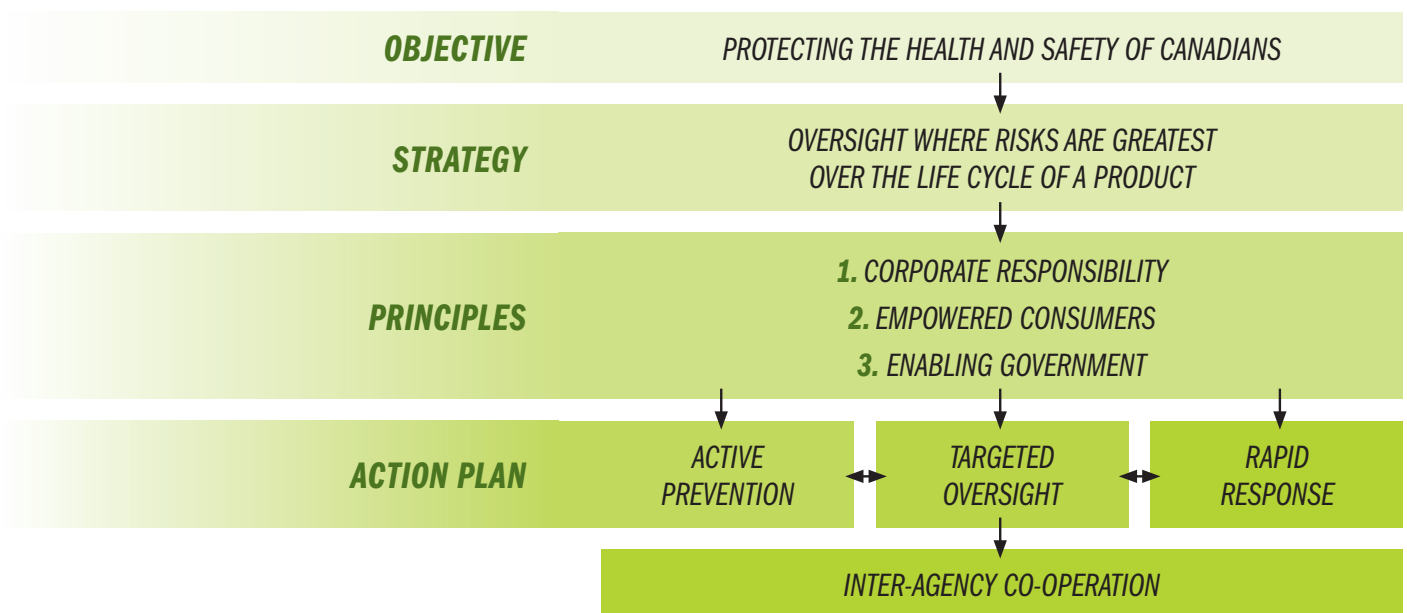 OBJECTIVE
PROTECTING THE HEALTH AND SAFETY OF CANADIANS
STRATEGY
OVERSIGHT WHERE RISKS ARE GREATEST
OVER THE LIFE CYCLE OF A PRODUCT
PRINCIPLES
1. CORPORATE RESPONSIBILITY
2. EMPOWERED CONSUMERS
3. ENABLING GOVERNMENT
ACTION PLAN
ACTIVE
PREVENTION
TARGETED
OVERSIGHT
RAPID
RESPONSE
INTER-AGENCY CO-OPERATION